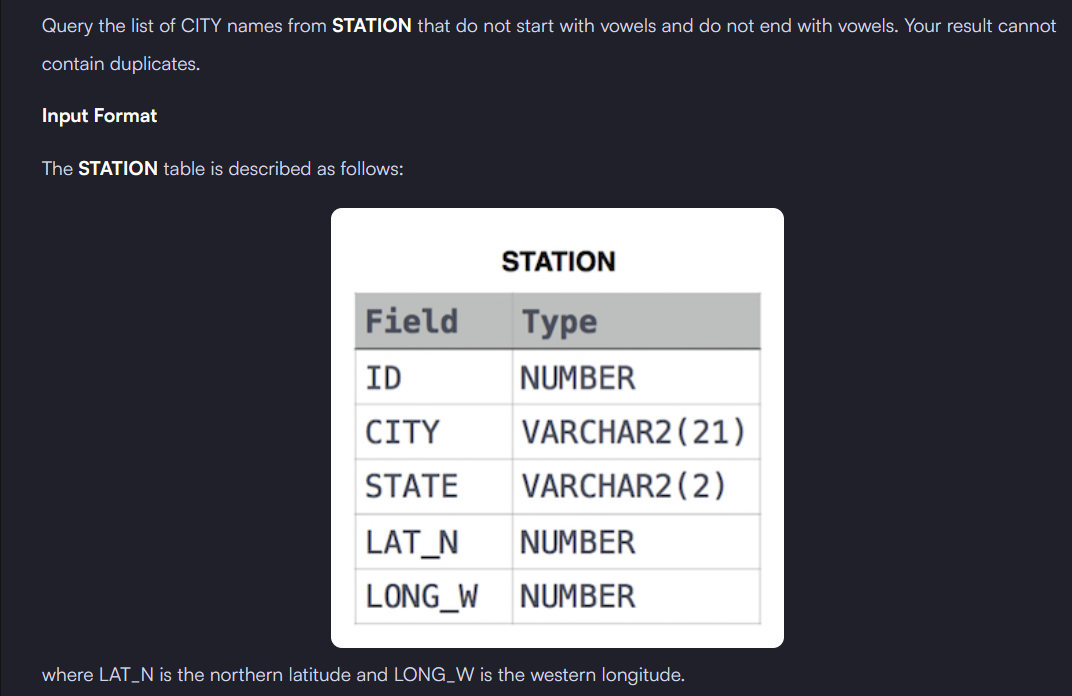 Query the list of CITY names from STATION that do not start with vowels and do not end with vowels. Your result cannot
contain duplicates.
Input Format
The STATION table is described as follows:
STATION
Field Type
ID NUMBER
CITY VARCHAR2(21)
STATE VARCHAR2(2)
LAT_N NUMBER
LONG_W NUMBER
where LAT_N is the northern latitude and LONG_W is the western longitude.